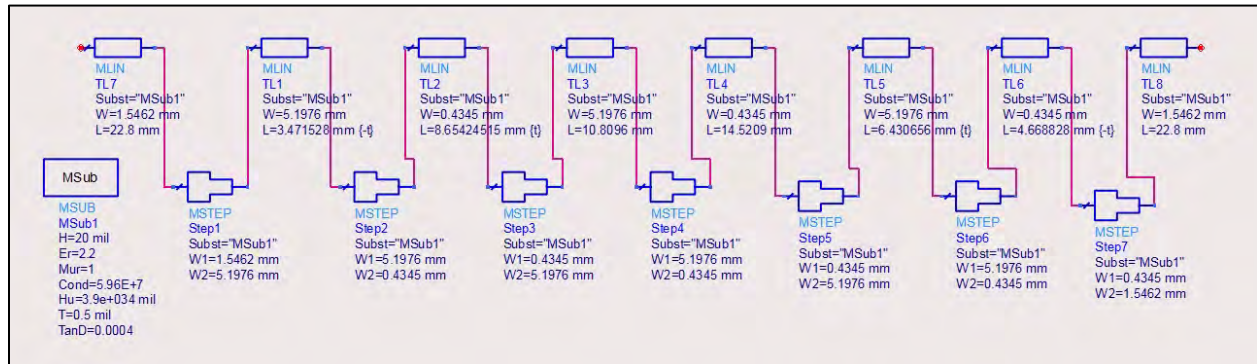 MLIN
TL7
Subst="MSub1"
W=1.5462 mm
L=22.8 mm
MLIN
TL1
Subst="MSub1"
W=5.1976 mm
L=3.471528 mm {-t}
MLIN
TL2
Subst="MSub1"
W=0.4345 mm
L=8.65424515 mm {t}
MLIN
TL3
Subst="MSub1"
W=5.1976 mm
L=10.8096 mm
MLIN
TL4
Subst="MSub1"
W=0.4345 mm
L=14.5209 mm
MLIN
TL5
Subst="MSub1"
W=5.1976 mm
L=6.430656 mm {t}
MLIN
TL6
Subst="MSub1"
W=0.4345 mm
L=4.668828 mm {-t}
MLIN
TL8
Subst="MSub1"
W=1.5462 mm
L=22.8 mm
MSub
MSUB
MSub1
H=20 mil
Er=2.2
Mur=1
Cond=5.96E+7
Hu=3.9e+034 mil
T=0.5 mil
TanD=0.0004
MSTEP
Step1
Subst="MSub1"
W1=1.5462 mm
W2=5.1976 mm
MSTEP
Step2
Subst="MSub1"
W1=5.1976 mm
W2=0.4345 mm
MSTEP
Step3
Subst="MSub1"
W1=0.4345 mm
W2=5.1976 mm
MSTEP
Step4
Subst="MSub1"
W1=5.1976 mm
W2=0.4345 mm
MSTEP
Step5
Subst="MSub1"
W1=0.4345 mm
W2=5.1976 mm
MSTEP
Step6
Subst="MSub1"
W1=5.1976 mm
W2=0.4345 mm
MSTEP
Step7
Subst="MSub1"
W1=0.4345 mm
W2=1.5462 mm